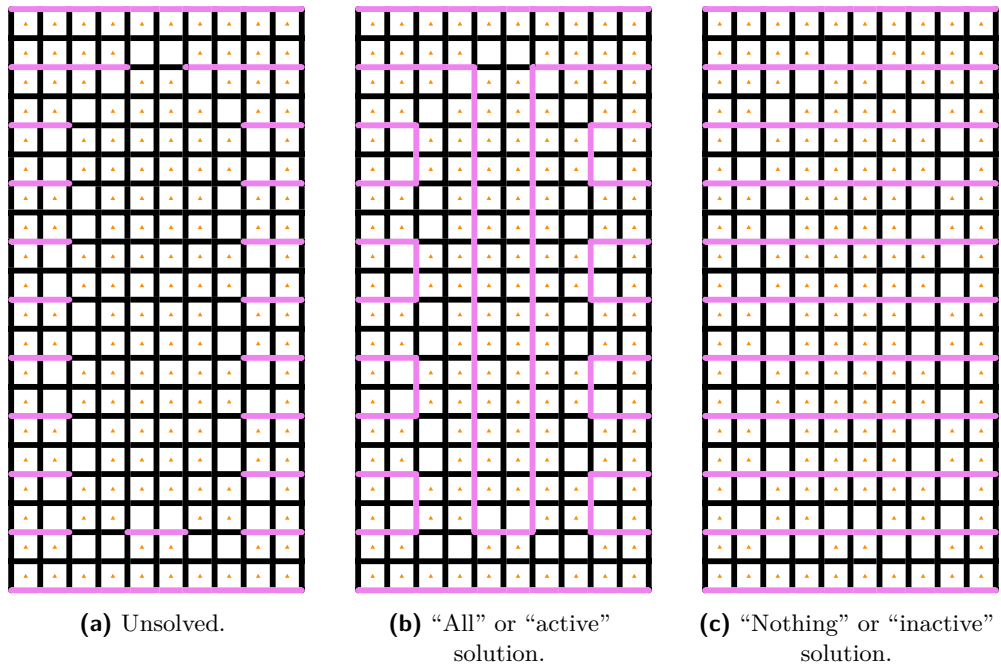 (a) Unsolved.
(b) “All” or “active”
solution.
(c) “Nothing” or “inactive”
solution.